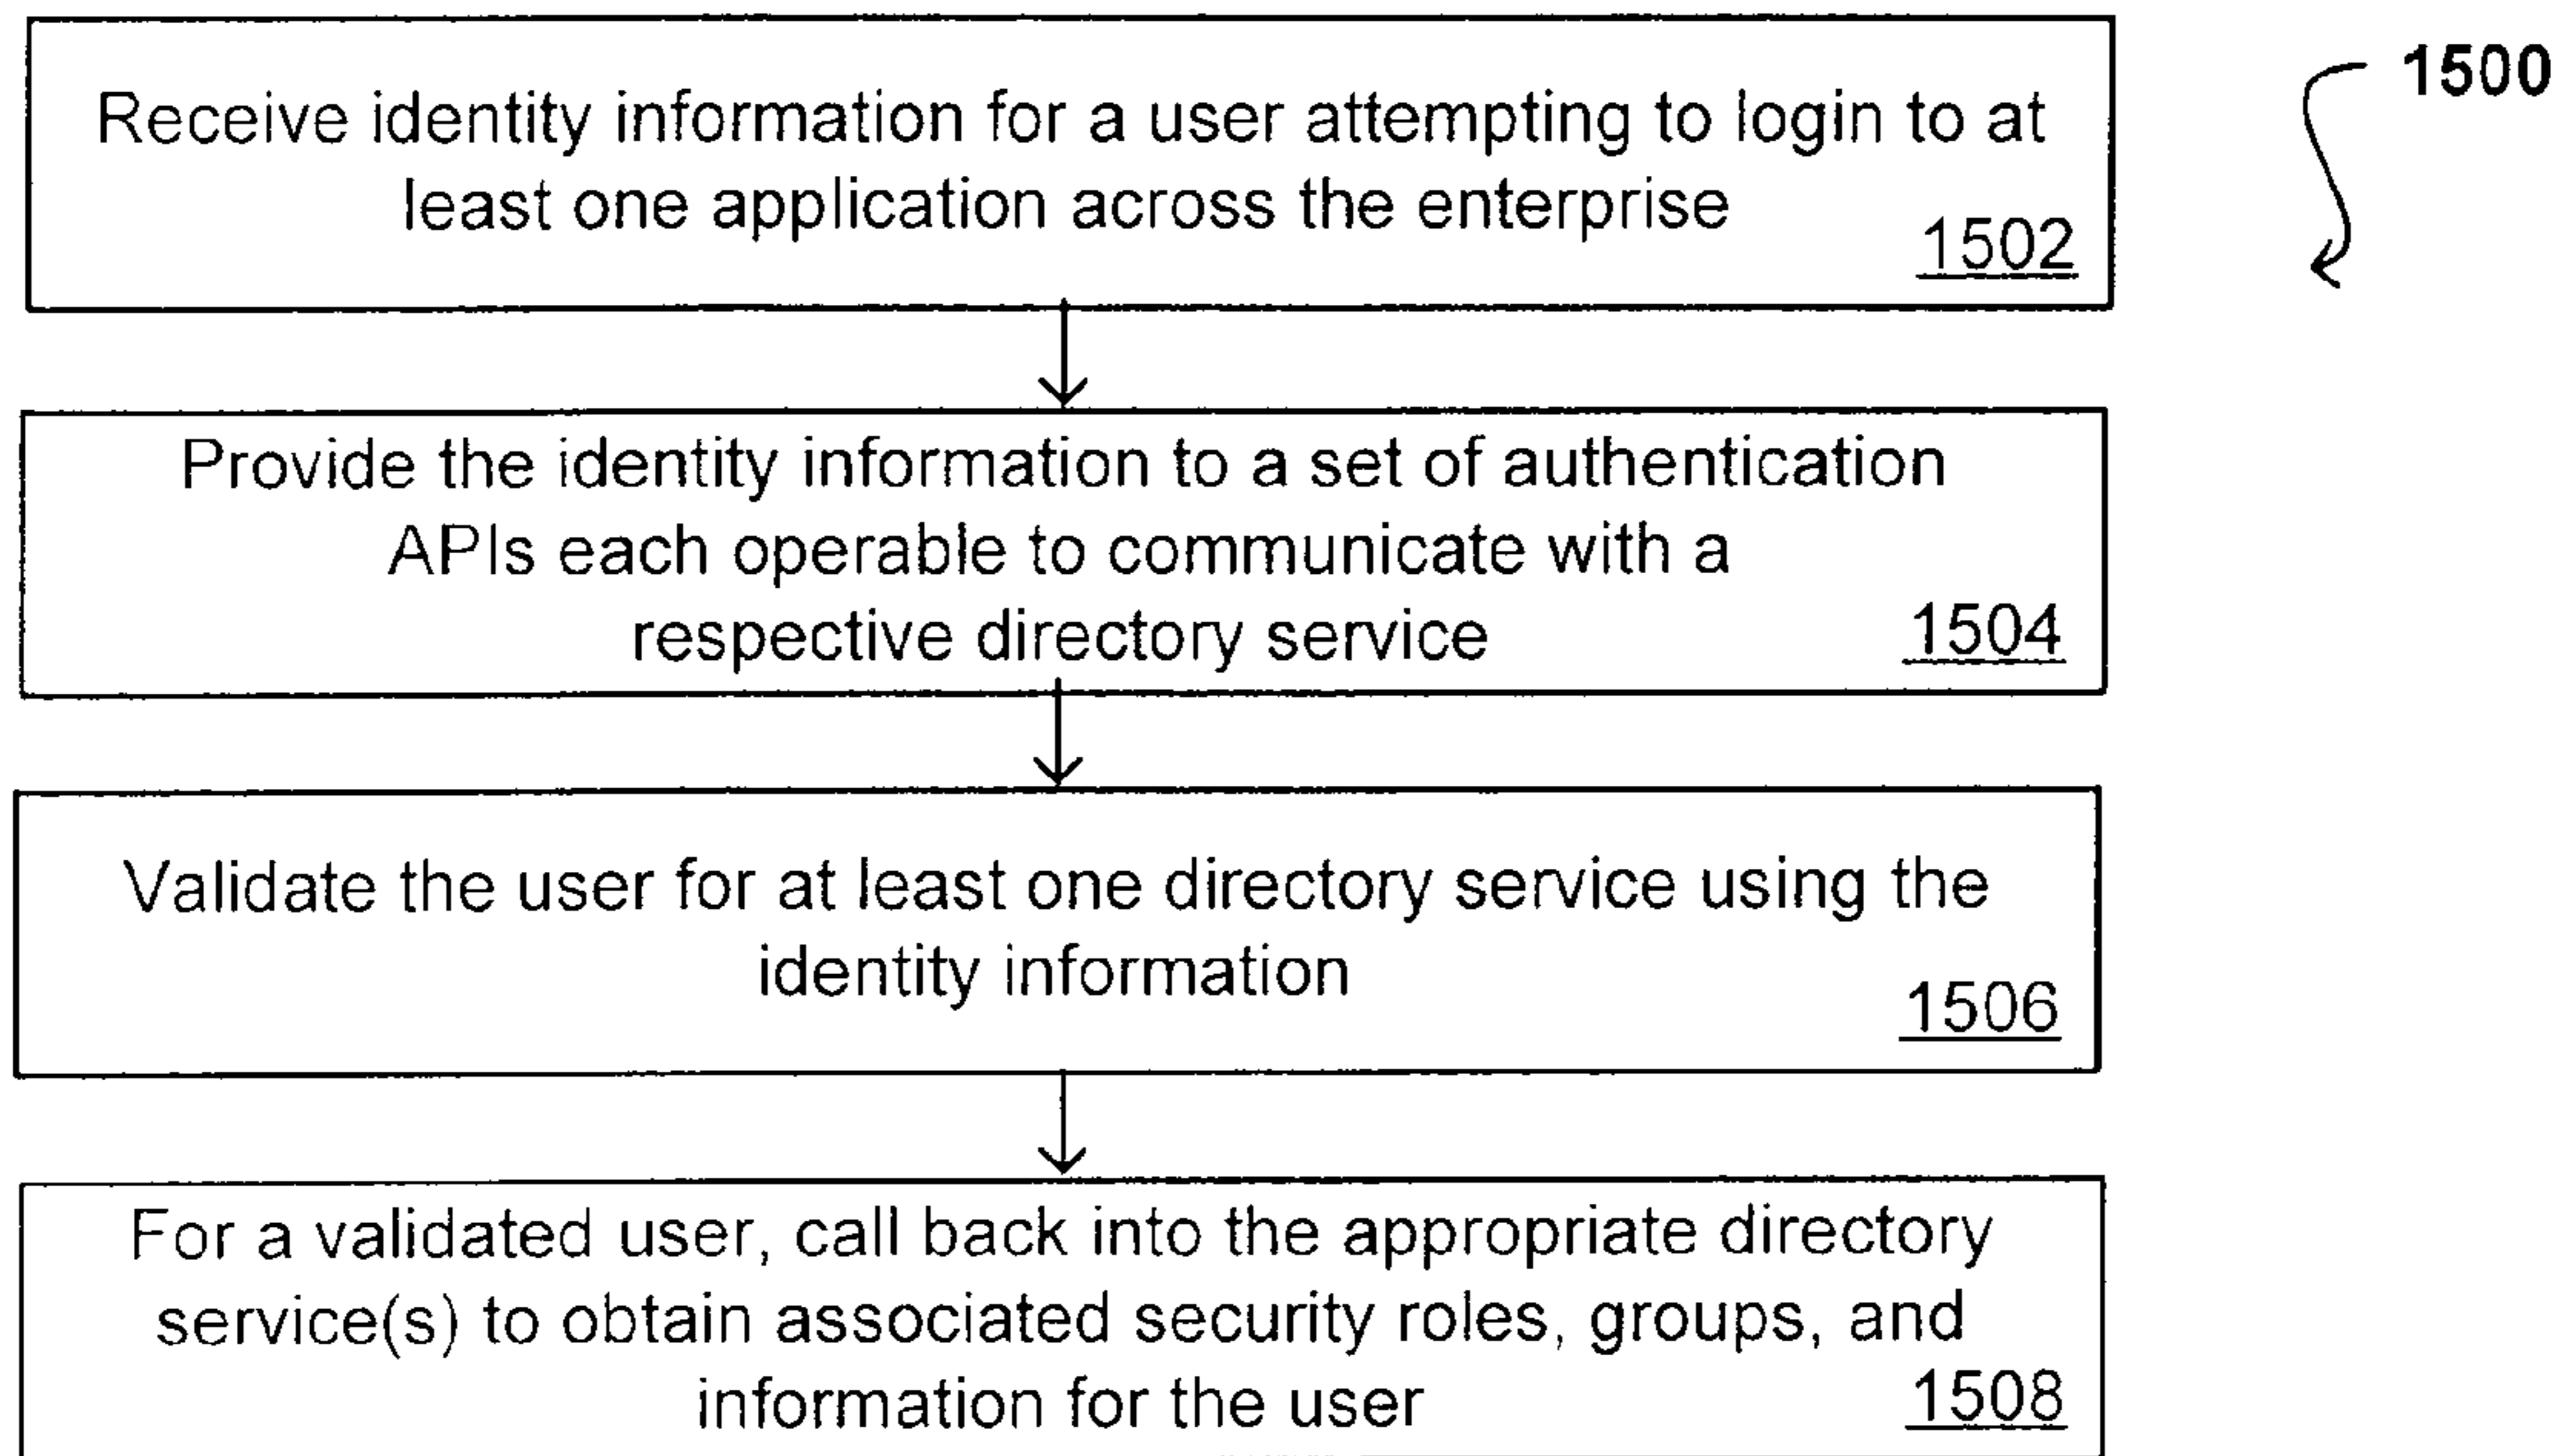 1500
Receive identity information for a user attempting to login to at
least one application across the enterprise
1502
Provide the identity information to a set of authentication
APIs each operable to communicate with a
respective directory service
1504
Validate the user for at least one directory service using the
identity information
1506
For a validated user, call back into the appropriate directory
service(s) to obtain associated security roles, groups, and
information for the user
1508